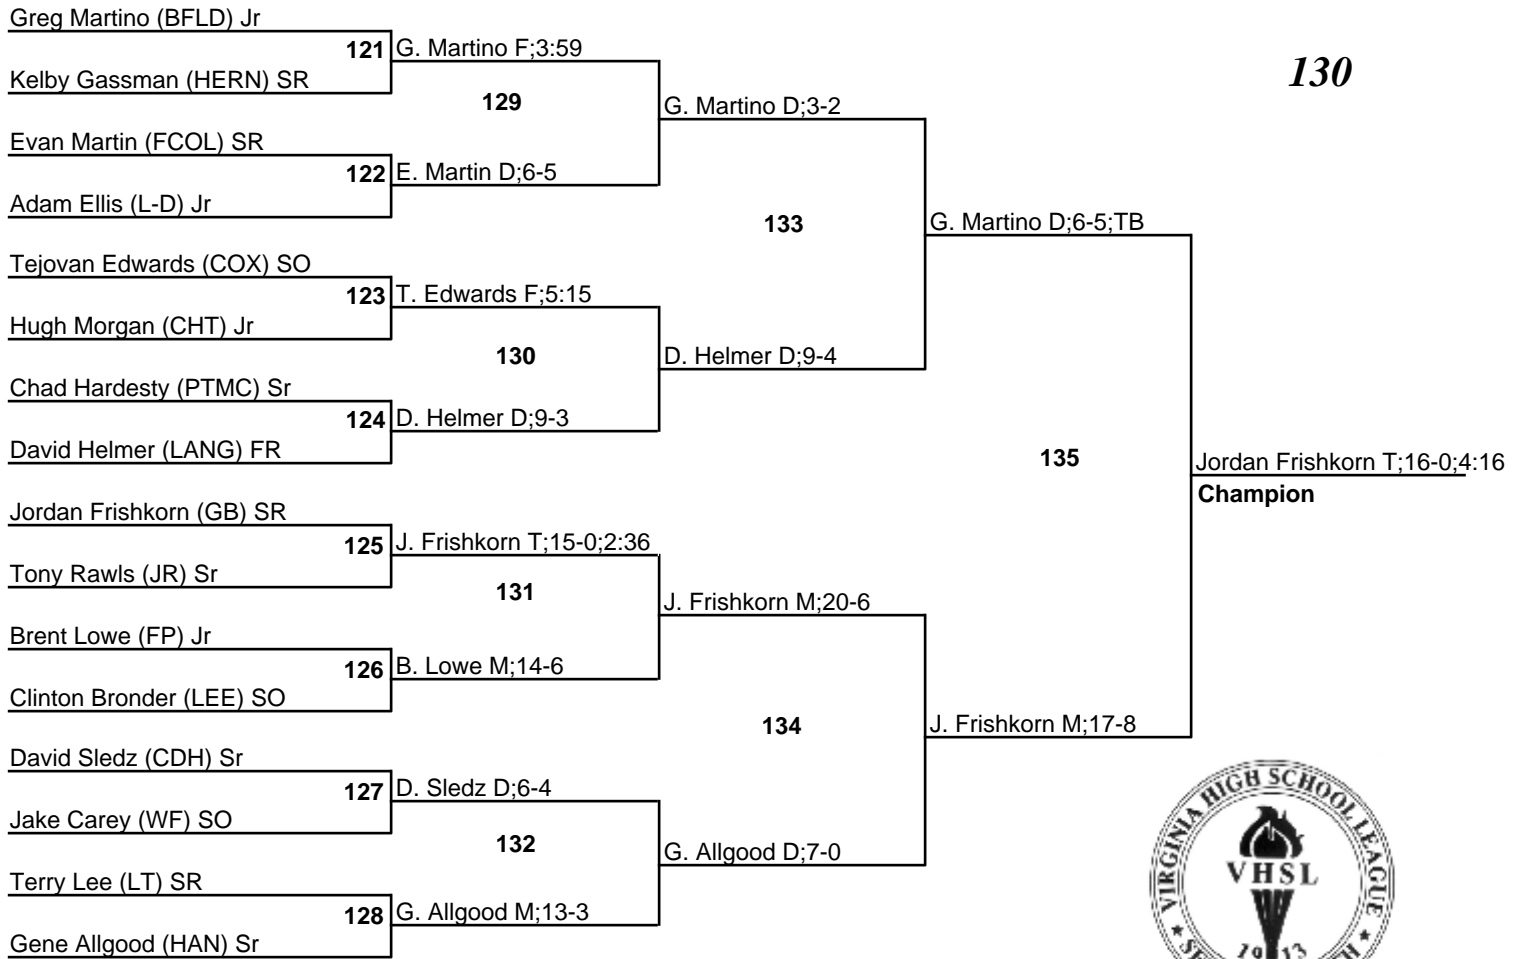 Greg Martino (BFLD) Jr
121 G. Martino F;3:59
130
Kelby Gassman (HERN) SR
129
G. Martino D;3-2
Evan Martin (FCOL) SR
122 E. Martin D;6-5
Adam Ellis (L-D) Jr
133
G. Martino D;6-5;TB
Tejovan Edwards (COX) SO
123 T. Edwards F;5:15
Hugh Morgan (CHT) Jr
130
D. Helmer D;9-4
Chad Hardesty (PTMC) Sr
124 D. Helmer D;9-3
David Helmer (LANG) FR
135
Jordan Frishkorn T;16-0;4:16
Champion
Jordan Frishkorn (GB) SR
125 J. Frishkorn T;15-0;2:36
Tony Rawls (JR) Sr
131
J. Frishkorn M;20-6
Brent Lowe (FP) Jr
126 B. Lowe M;14-6
Clinton Bronder (LEE) SO
134
J. Frishkorn M;17-8
David Sledz (CDH) Sr
127 D. Sledz D;6-4
Jake Carey (WF) SO
132
G. Allgood D;7-0
Terry Lee (LT) SR
128 G. Allgood M;13-3
Gene Allgood (HAN) Sr
VIRGINIA HIGH SCHOOL LEAGUE
VHSL
1913